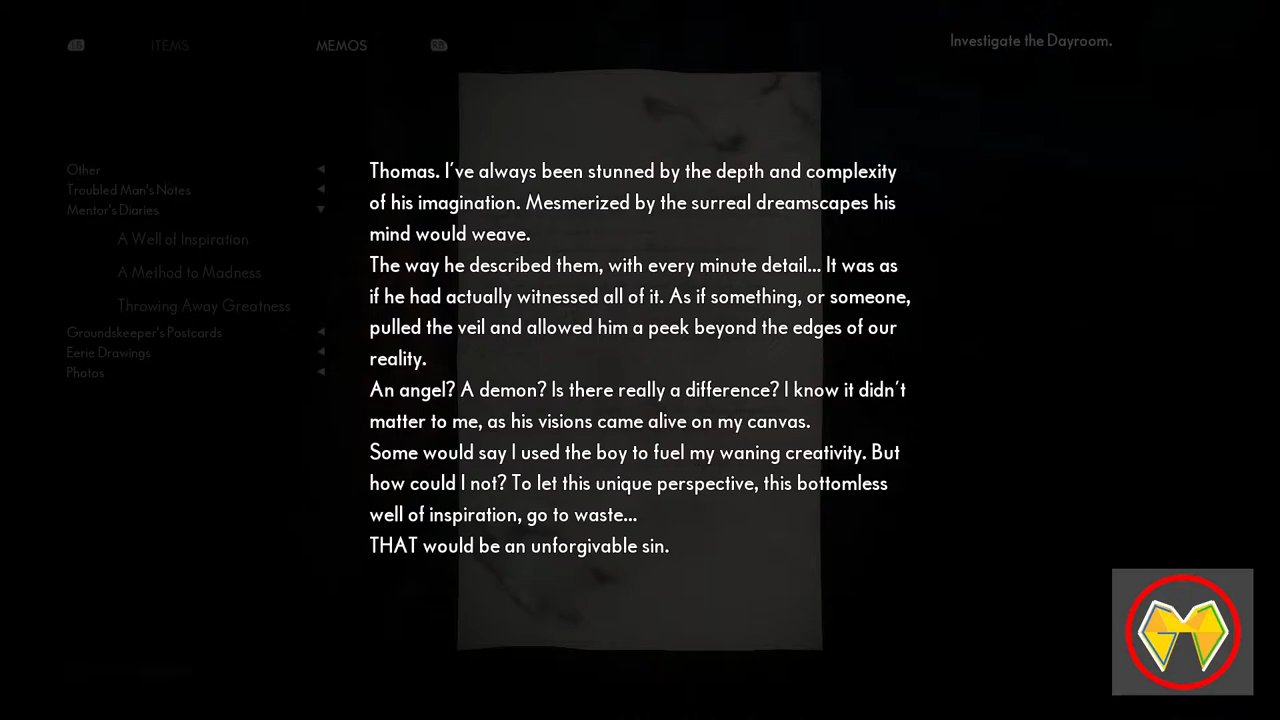 LB ITEMS MEMOS RB
Investigate the Dayroom.
Other
Troubled Man's Notes
Mentor's Diaries
A Well of Inspiration
A Method to Madness
Throwing Away Greatness
Groundskeeper's Postcards
Eerie Drawings
Photos
Thomas. I've always been stunned by the depth and complexity
of his imagination. Mesmerized by the surreal dreamscapes his
mind would weave.
The way he described them, with every minute detail... It was as
if he had actually witnessed all of it. As if something, or someone,
pulled the veil and allowed him a peek beyond the edges of our
reality.
An angel? A demon? Is there really a difference? I know it didn't
matter to me, as his visions came alive on my canvas.
Some would say I used the boy to fuel my waning creativity. But
how could I not? To let this unique perspective, this bottomless
well of inspiration, go to waste...
THAT would be an unforgivable sin.